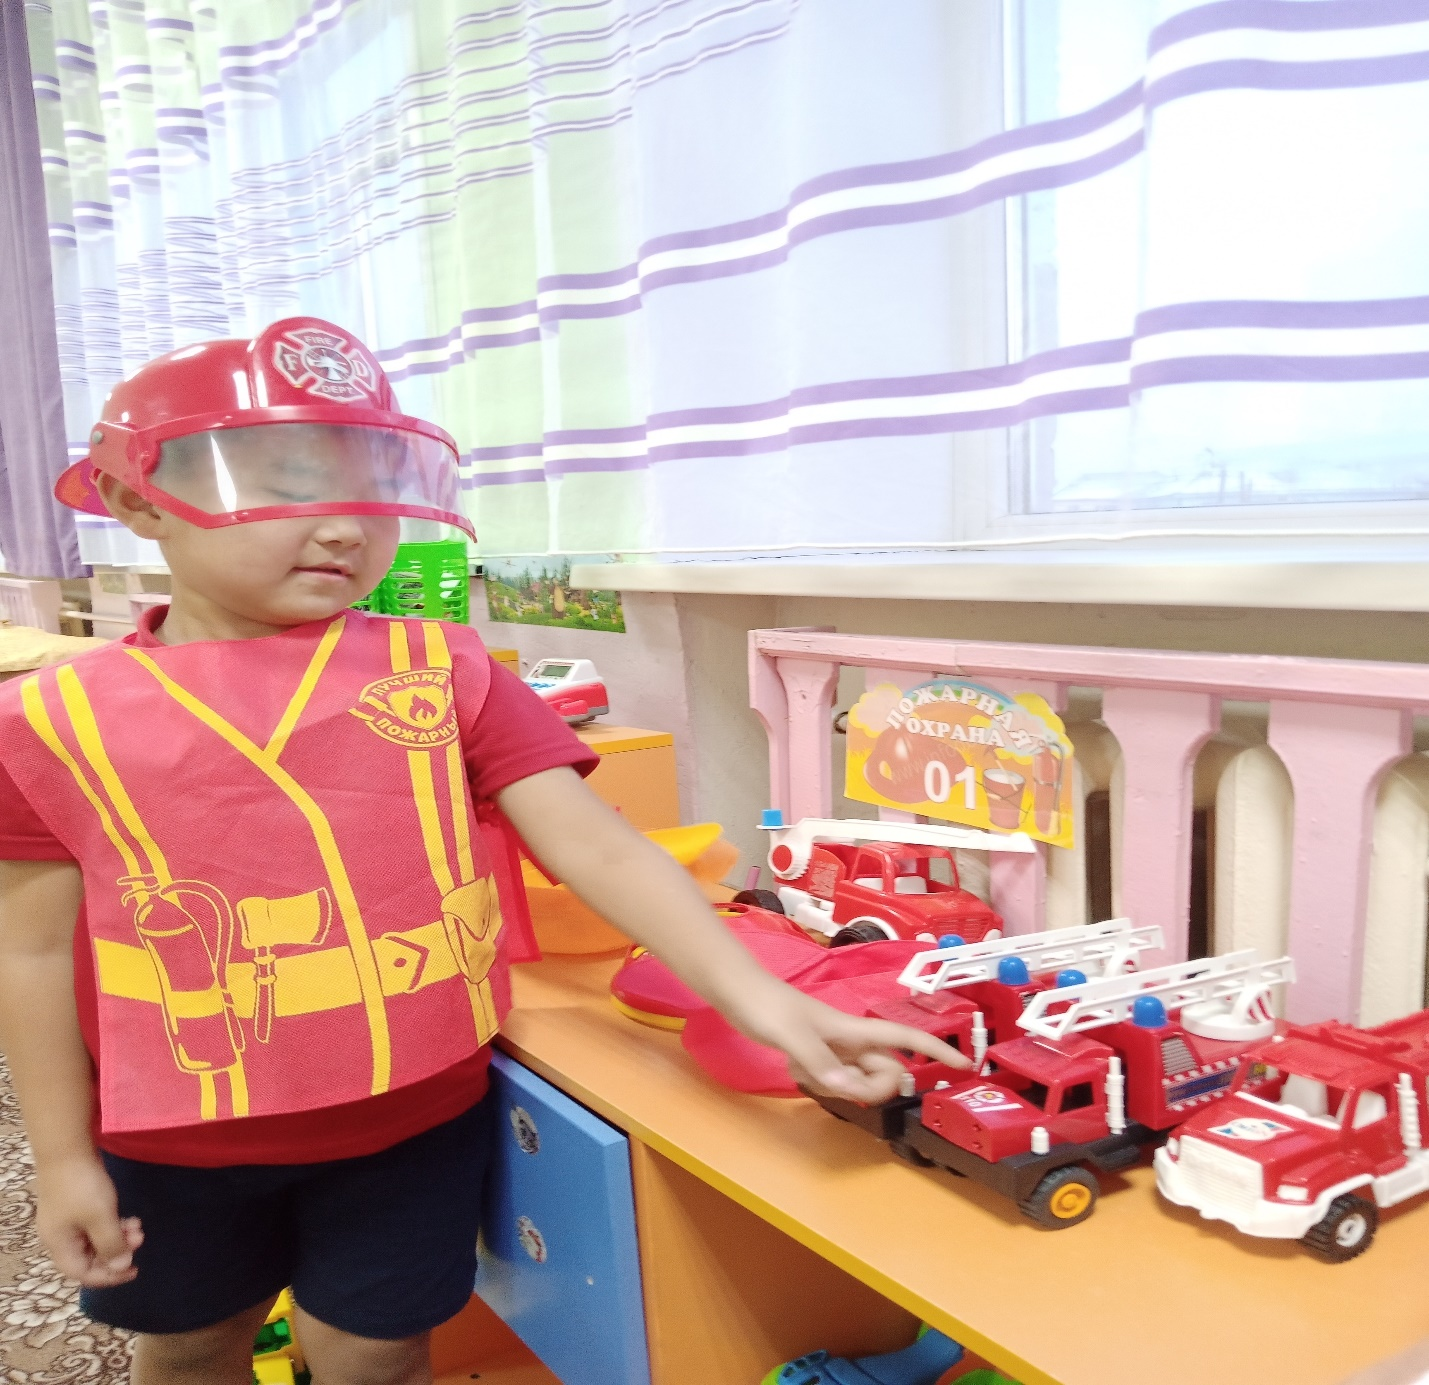 FIRE
F D
DEPT.
ЛУЧШИЙ
ПОЖАРНЫЙ
ПОЖАРНАЯ
ОХРАНА
01